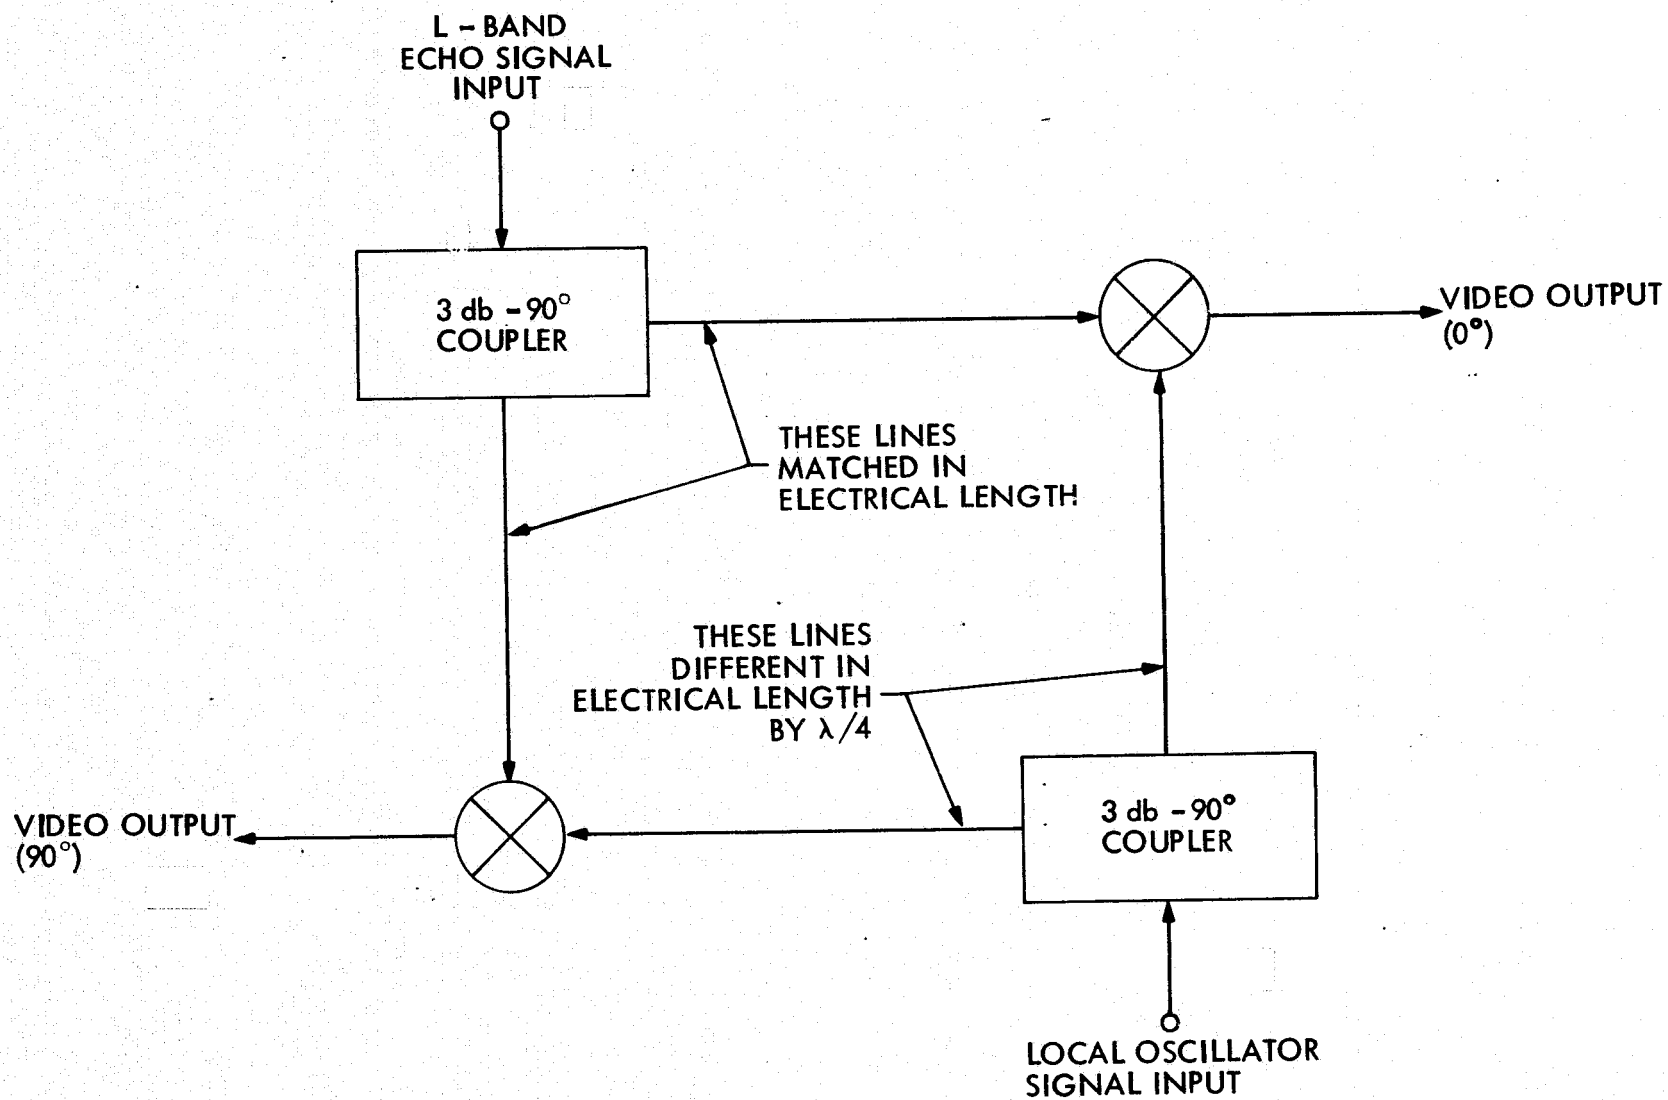 L - BAND
ECHO SIGNAL
INPUT
3 db - 90°
COUPLER
VIDEO OUTPUT
(0°)
THESE LINES
MATCHED IN
ELECTRICAL LENGTH
THESE LINES
DIFFERENT IN
ELECTRICAL LENGTH
BY λ/4
3 db - 90°
COUPLER
VIDEO OUTPUT
(90°)
LOCAL OSCILLATOR
SIGNAL INPUT